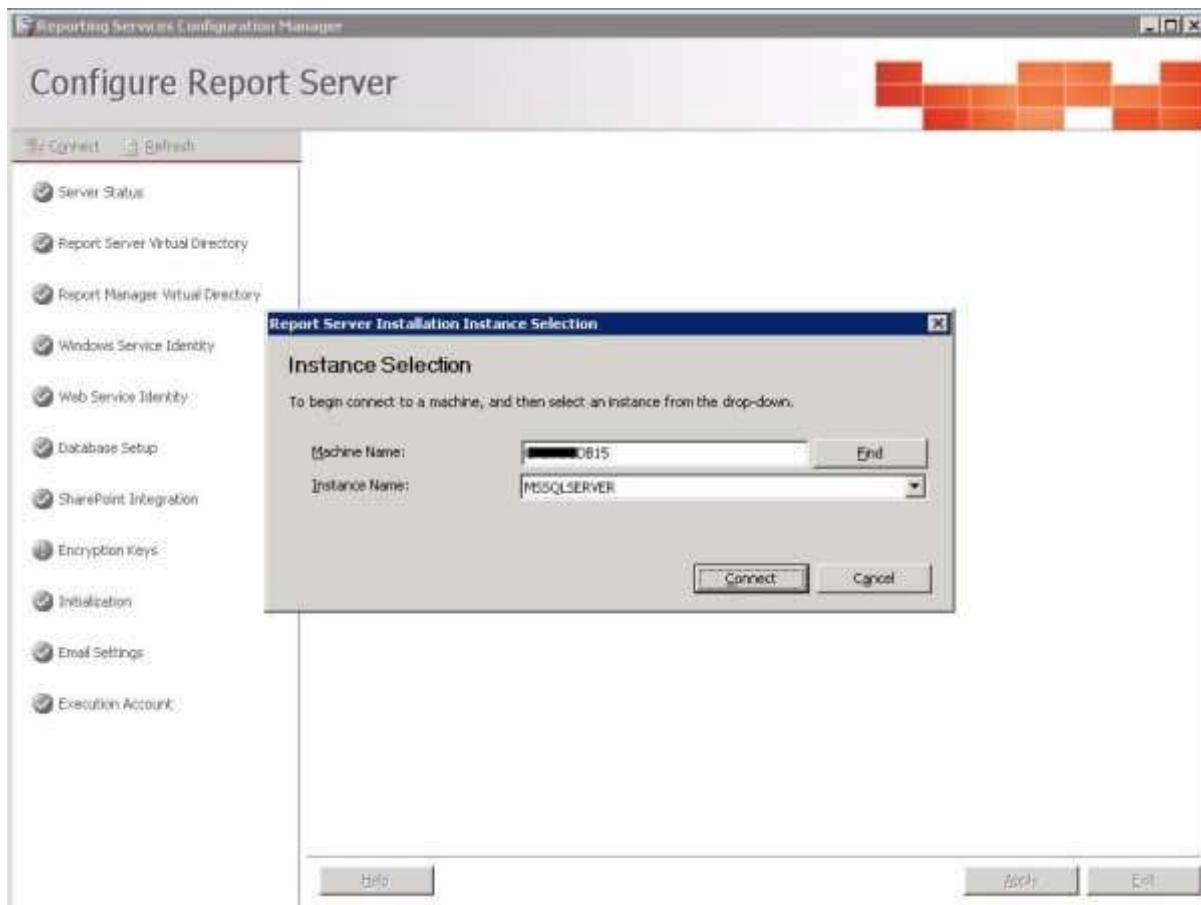 Reporting Services Configuration Manager
Configure Report Server
Connect Refresh
Server Status
Report Server Virtual Directory
Report Manager Virtual Directory
Windows Service Identity
Web Service Identity
Database Setup
SharePoint Integration
Encryption Keys
Initialization
Email Settings
Execution Account
Report Server Installation Instance Selection
Instance Selection
To begin connect to a machine, and then select an instance from the drop-down.
Machine Name: DB15 Find
Instance Name: MSSQLSERVER
Connect Cancel
Help Apply Exit